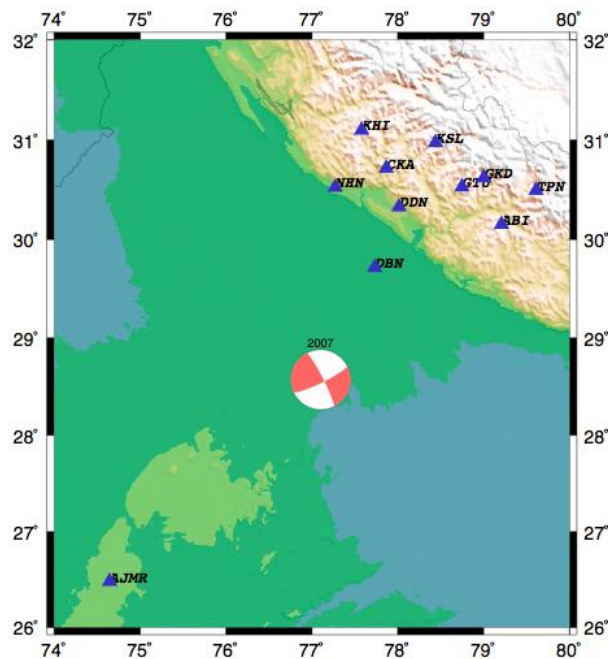 74° 75° 76° 77° 78° 79° 80°
32° 32°
KHI
KSL
31° 31°
CKA
GKD
NHN GTU TPN
DDN
ABI
30° 30°
DBN
29° 29°
2007
28° 28°
27° 27°
AJMR
26° 26°
74° 75° 76° 77° 78° 79° 80°